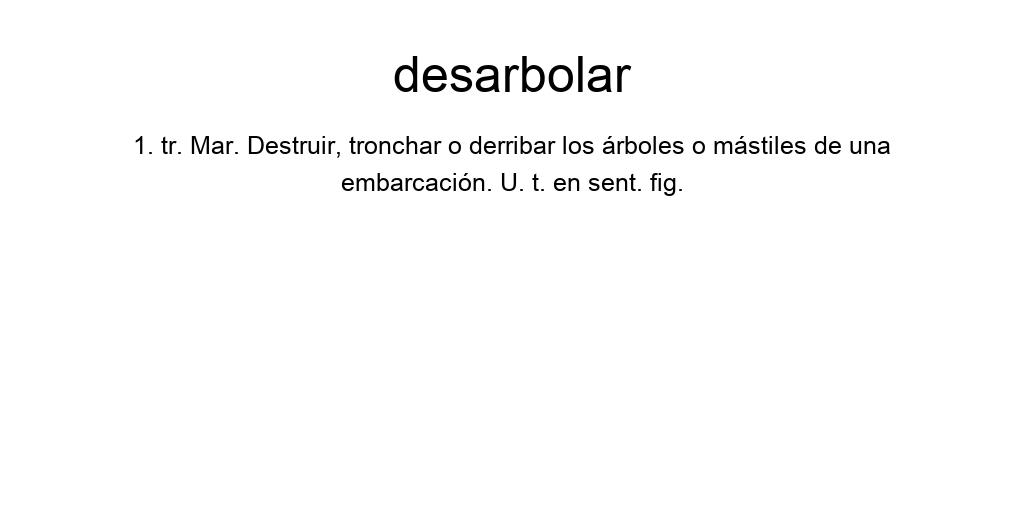 desarbolar
1. tr. Mar. Destruir, tronchar o derribar los árboles o mástiles de una
embarcación. U. t. en sent. fig.